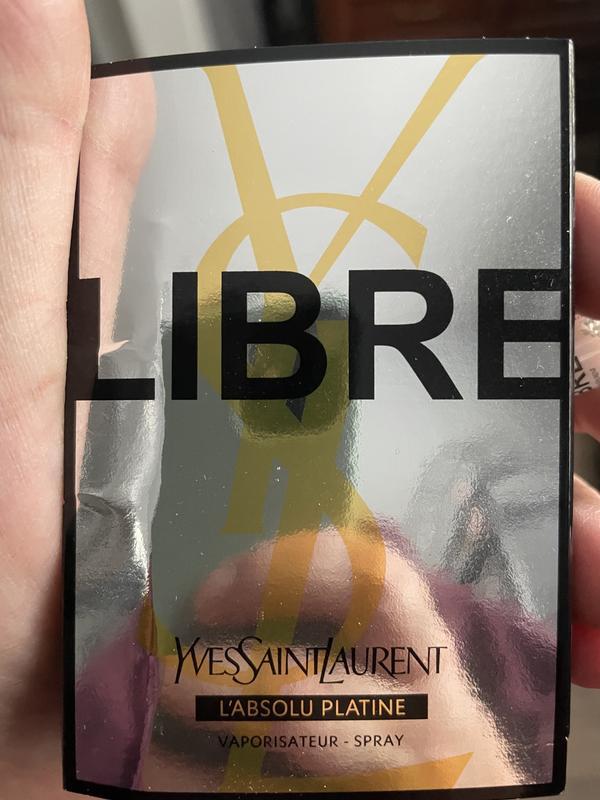 LIBRE
YVESSAINTLAURENT
L'ABSOLU PLATINE
VAPORISATEUR - SPRAY